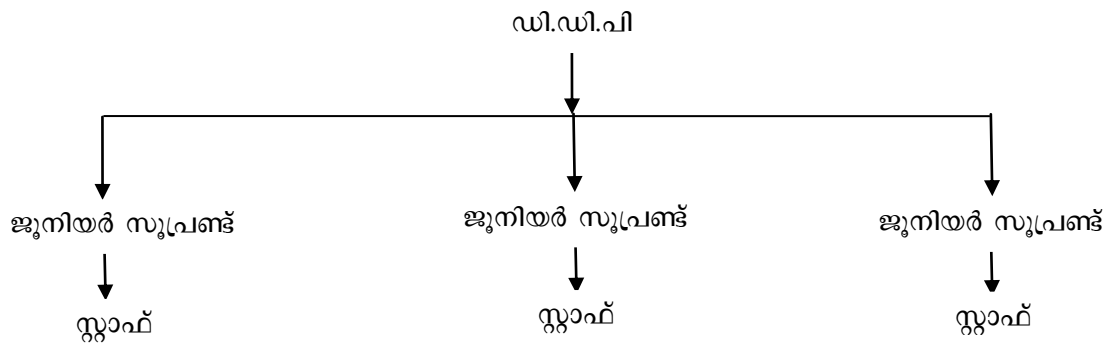 ഡി.ഡി.പി
ജൂനിയർ സൂപ്രണ്ട് ജൂനിയർ സൂപ്രണ്ട് ജൂനിയർ സൂപ്രണ്ട്
സ്റ്റാഫ് സ്റ്റാഫ് സ്റ്റാഫ്